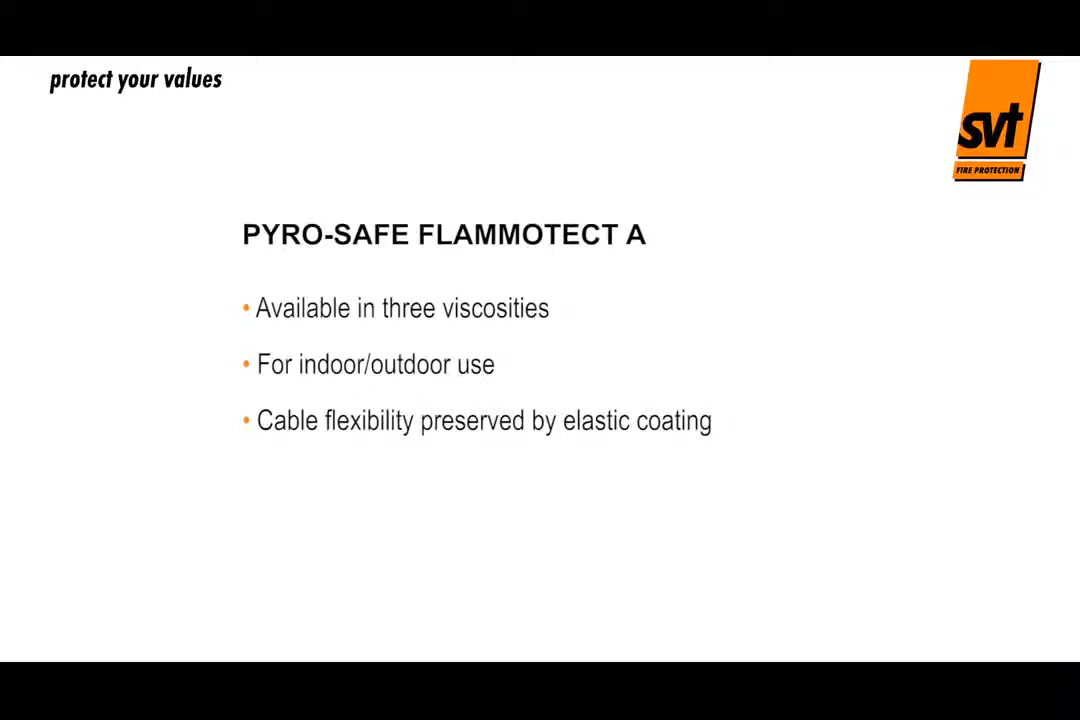 protect your values
svt
FIRE PROTECTION
PYRO-SAFE FLAMMOTECT A
• Available in three viscosities
• For indoor/outdoor use
• Cable flexibility preserved by elastic coating